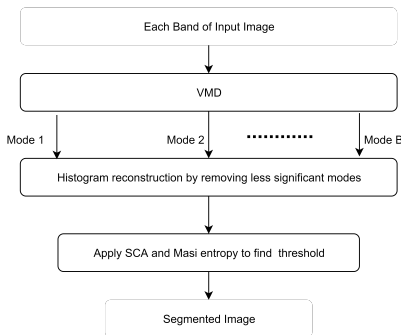 Each Band of Input Image
VMD
Mode 1
Mode 2
Mode B
Histogram reconstruction by removing less significant modes
Apply SCA and Masi entropy to find threshold
Segmented Image